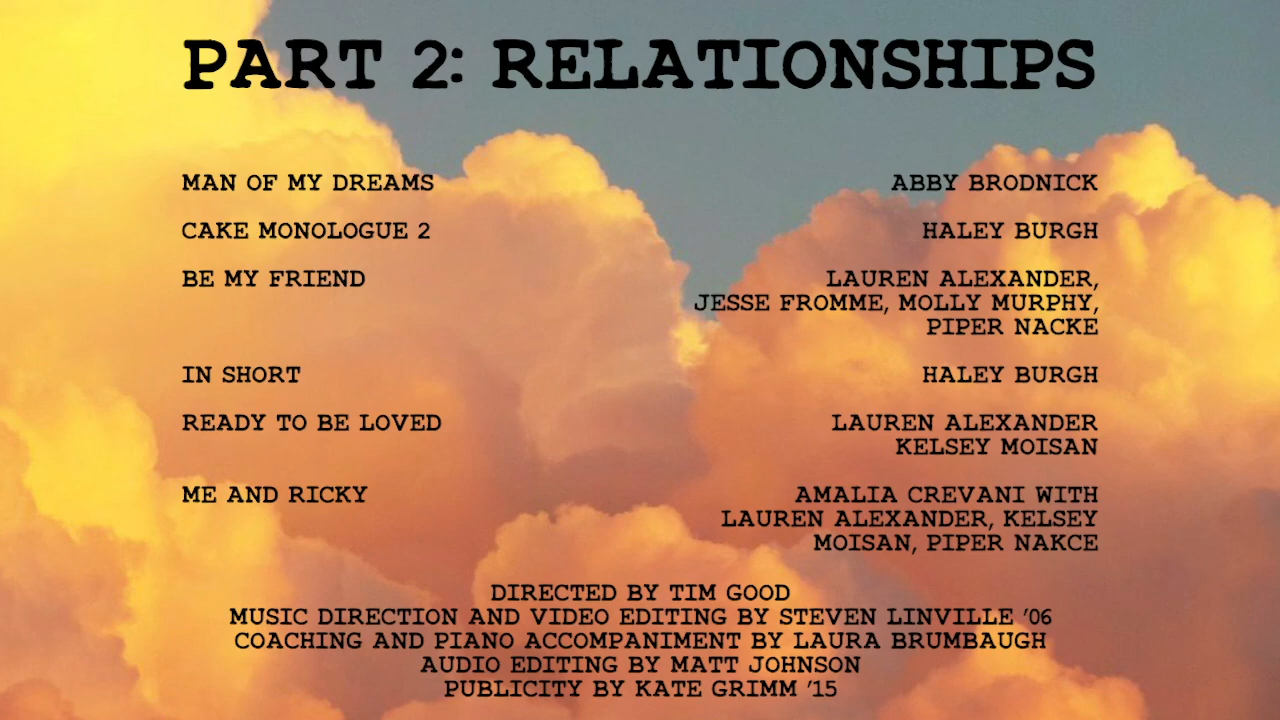 PART 2: RELATIONSHIPS
MAN OF MY DREAMS ABBY BRODNICK
CAKE MONOLOGUE 2 HALEY BURGH
BE MY FRIEND LAUREN ALEXANDER,
JESSE FROMME, MOLLY MURPHY,
PIPER NACKE
IN SHORT HALEY BURGH
READY TO BE LOVED LAUREN ALEXANDER
KELSEY MOISAN
ME AND RICKY AMALIA CREVANI WITH
LAUREN ALEXANDER, KELSEY
MOISAN, PIPER NAKCE
DIRECTED BY TIM GOOD
MUSIC DIRECTION AND VIDEO EDITING BY STEVEN LINVILLE '06
COACHING AND PIANO ACCOMPANIMENT BY LAURA BRUMBAUGH
AUDIO EDITING BY MATT JOHNSON
PUBLICITY BY KATE GRIMM '15